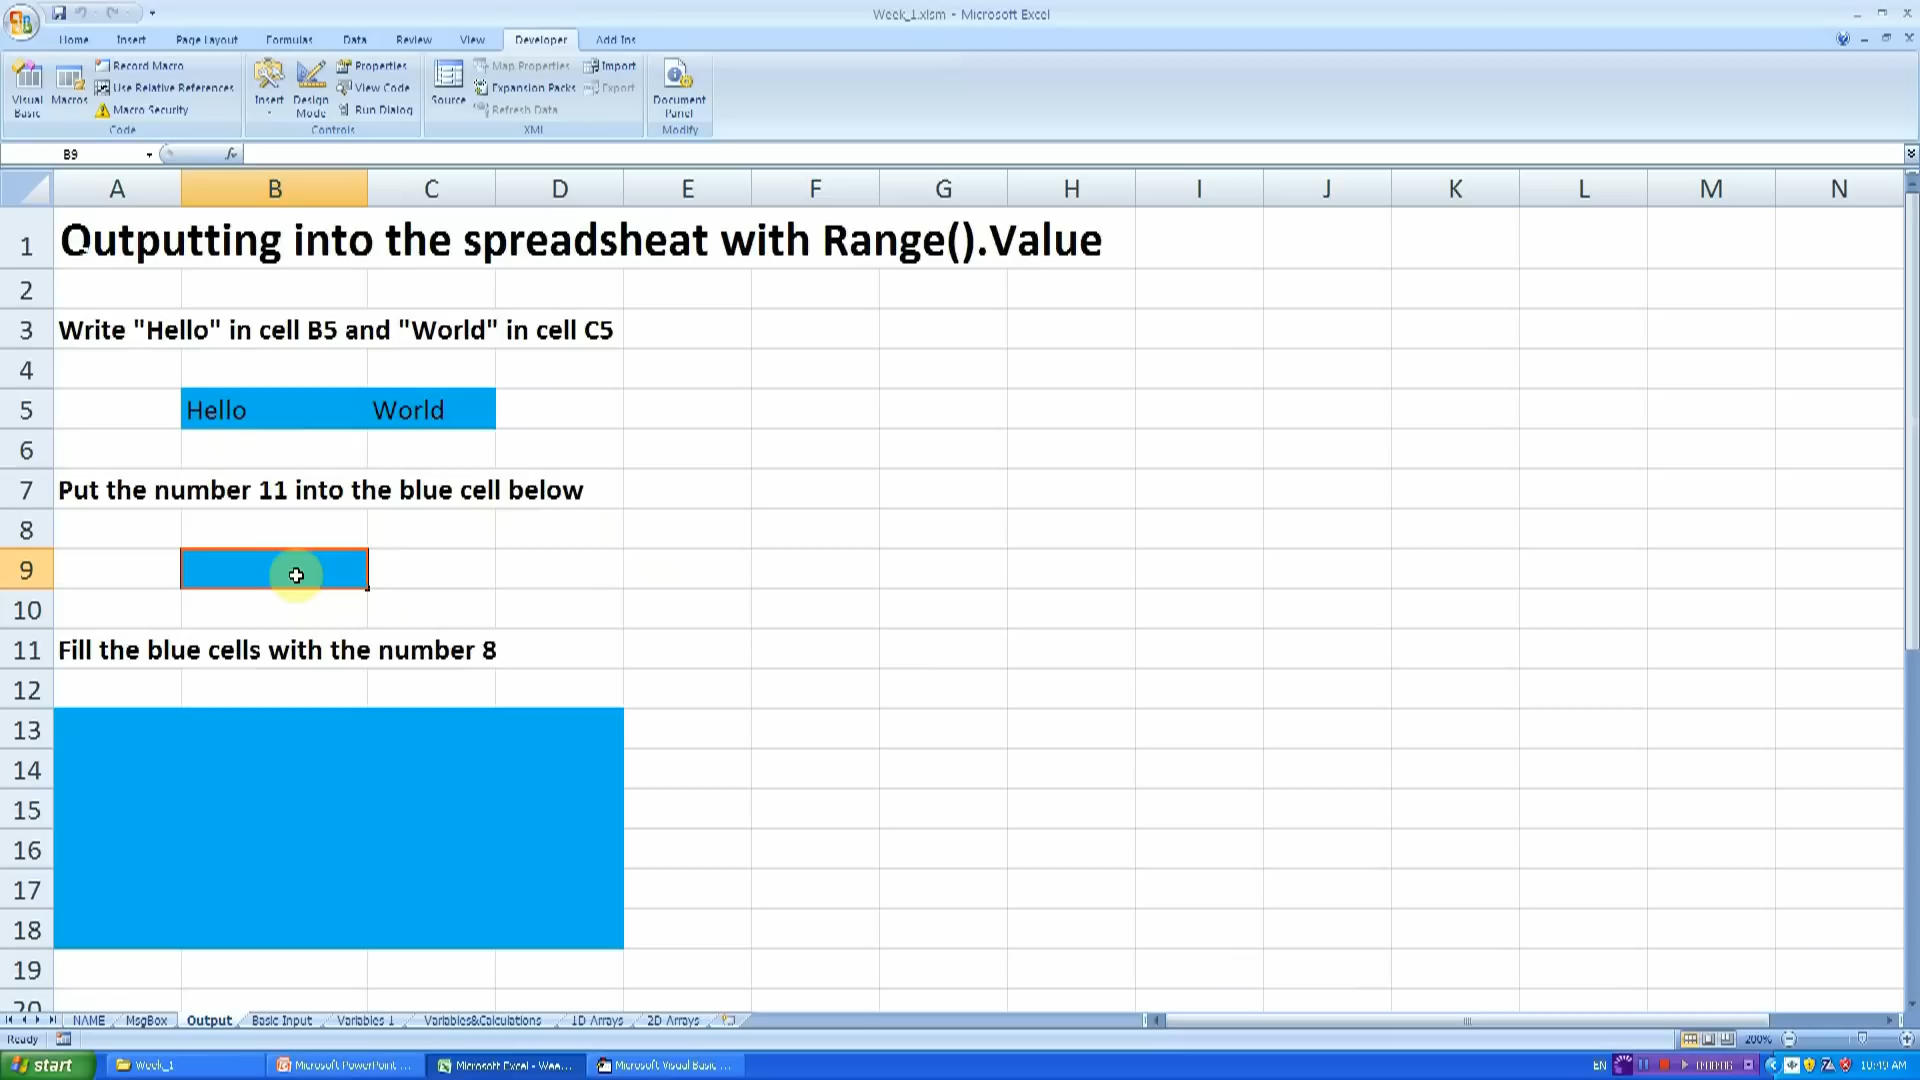 Week_1.xlsm - Microsoft Excel
Home Insert Page Layout Formulas Data Review View Developer Add Ins
Visual Basic
Macros
Record Macro
Use Relative References
Macro Security
Code
Insert
Design Mode
Properties
View Code
Run Dialog
Controls
Source
Map Properties
Expansion Packs
Refresh Data
Import
Export
XML
Document Panel
Modify
B9 fx
A B C D E F G H I J K L M N
1 Outputting into the spreadsheat with Range().Value
2
3 Write "Hello" in cell B5 and "World" in cell C5
4
5 Hello World
6
7 Put the number 11 into the blue cell below
8
9
10
11 Fill the blue cells with the number 8
12
13
14
15
16
17
18
19
20
NAME MsgBox Output Basic Input Variables 1 Variables&Calculations 1D Arrays 2D Arrays
Ready 200%
start Week_1 Microsoft PowerPoint ... Microsoft Excel - Wee... Microsoft Visual Basic ... EN 10:49 AM